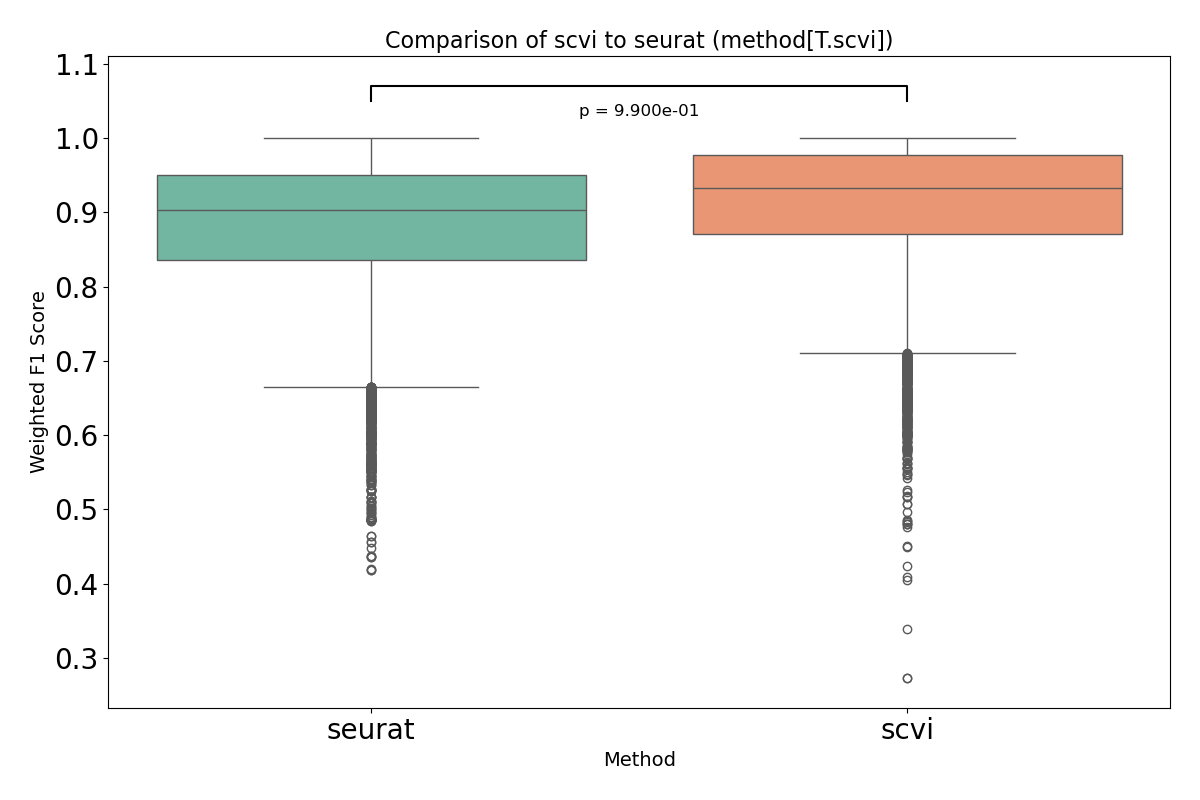 Comparison of scvi to seurat (method[T.scvi])
1.1
p = 9.900e-01
1.0
0.9
0.8
0.7
0.6
0.5
0.4
0.3
Weighted F1 Score
seurat
scvi
Method